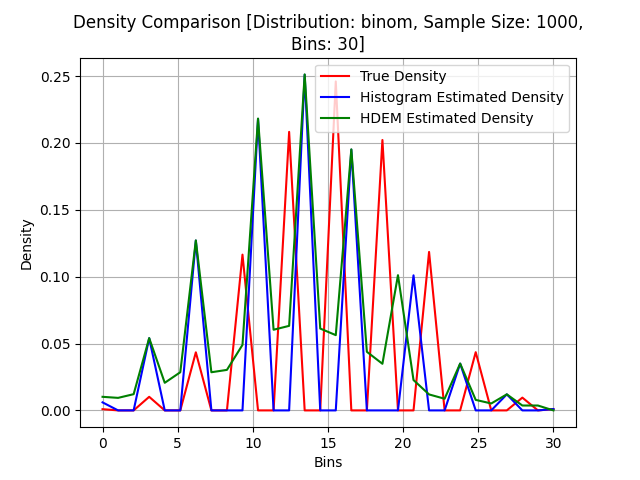 Density Comparison [Distribution: binom, Sample Size: 1000,
Bins: 30]
True Density
Histogram Estimated Density
HDEM Estimated Density
Density
0.25
0.20
0.15
0.10
0.05
0.00
0 5 10 15 20 25 30
Bins